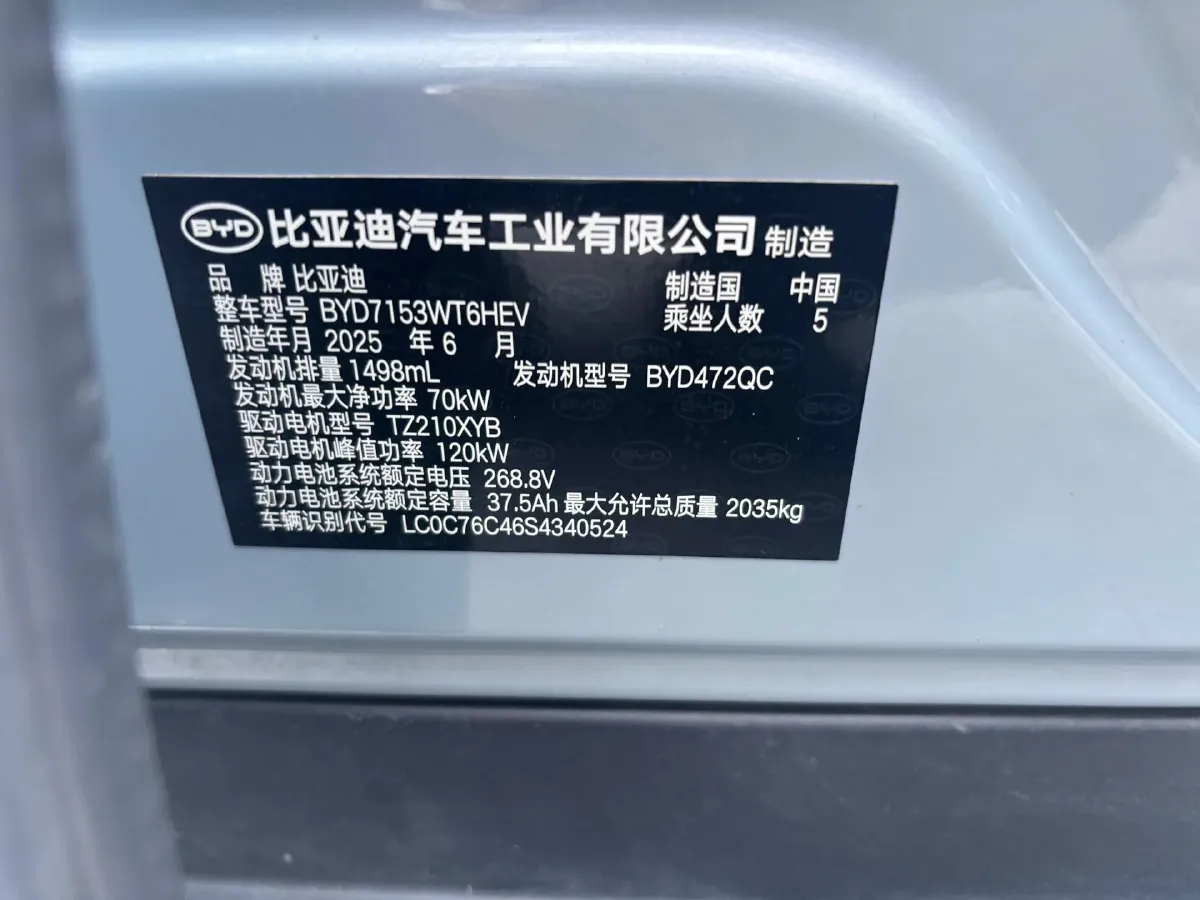 BYD 比亚迪汽车工业有限公司 制造
品 牌 比亚迪 制造国 中国
整车型号 BYD7153WT6HEV 乘坐人数 5
制造年月 2025 年 6 月
发动机排量 1498mL 发动机型号 BYD472QC
发动机最大净功率 70kW
驱动电机型号 TZ210XYB
驱动电机峰值功率 120kW
动力电池系统额定电压 268.8V
动力电池系统额定容量 37.5Ah 最大允许总质量 2035kg
车辆识别代号 LC0C76C46S4340524